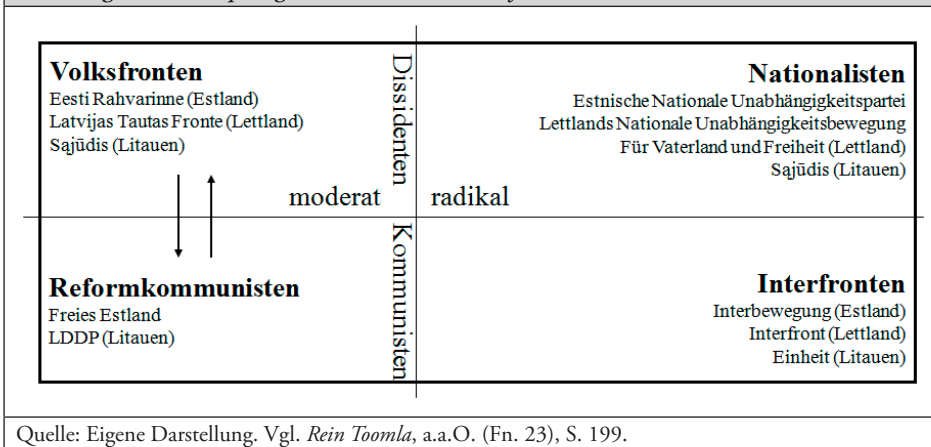 Volksfronten
Eesti Rahvarinne (Estland)
Latvijas Tautas Fronte (Lettland)
Sąjūdis (Litauen)
Dissidenten
Nationalisten
Estnische Nationale Unabhängigkeitspartei
Lettlands Nationale Unabhängigkeitsbewegung
Für Vaterland und Freiheit (Lettland)
Sąjūdis (Litauen)
moderat
radikal
Kommunisten
Reformkommunisten
Freies Estland
LDDP (Litauen)
Interfronten
Interbewegung (Estland)
Interfront (Lettland)
Einheit (Litauen)
Quelle: Eigene Darstellung. Vgl. Rein Toomla, a.a.O. (Fn. 23), S. 199.